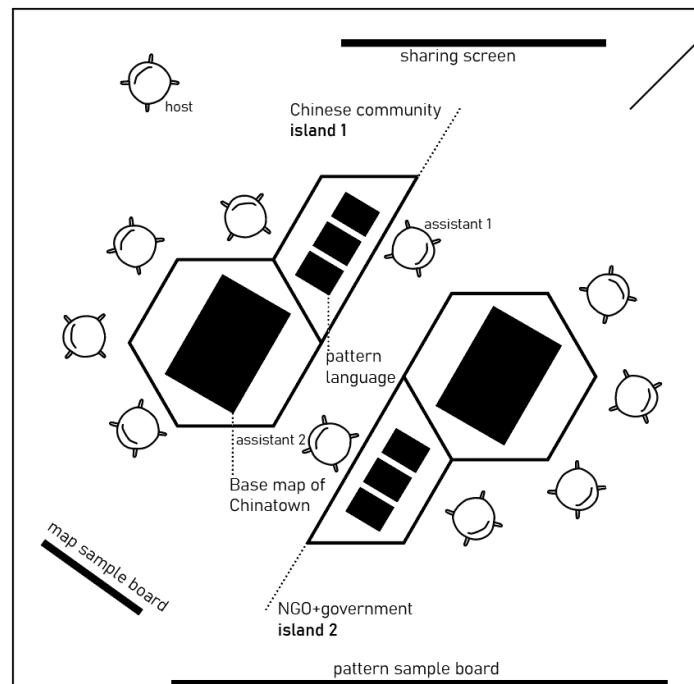 sharing screen
host
Chinese community
island 1
assistant 1
pattern
language
assistant 2
Base map of
Chinatown
map sample board
NGO+government
island 2
pattern sample board